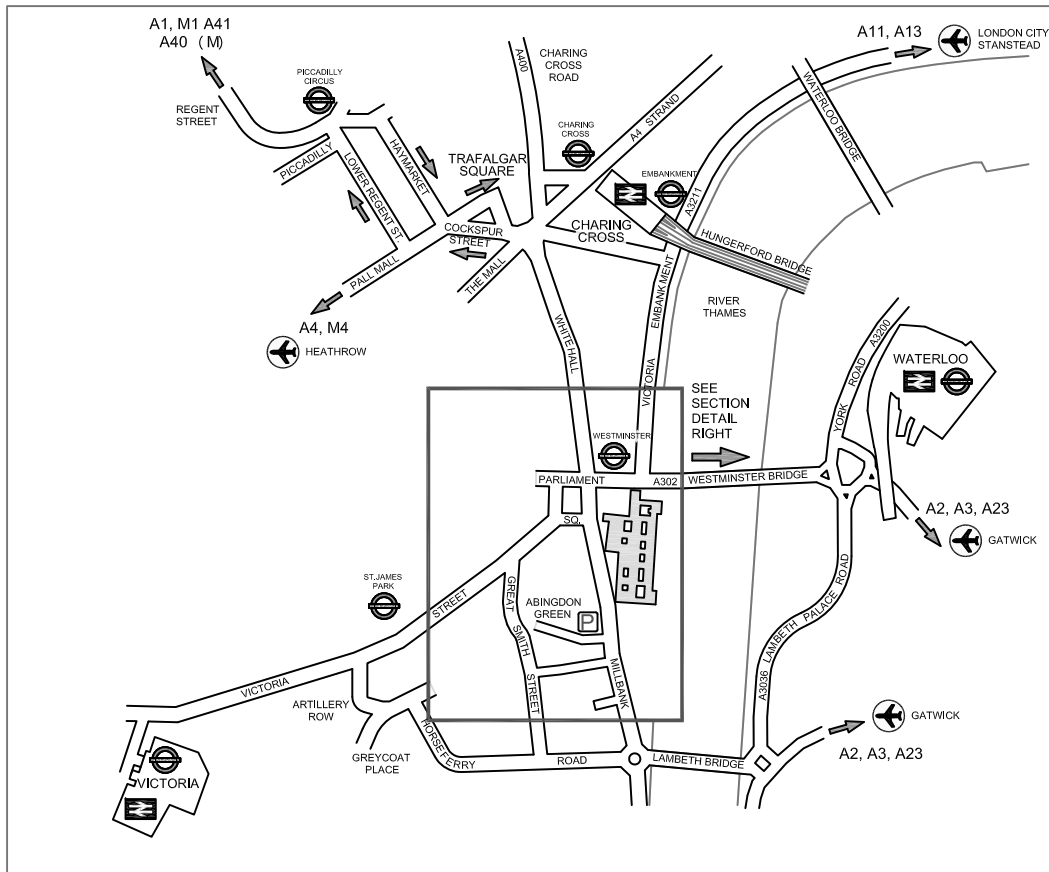 A1, M1 A41
A40 (M)
A11, A13
LONDON CITY
STANSTEAD
A400
CHARING
CROSS
ROAD
PICCADILLY
CIRCUS
REGENT
STREET
WATERLOO BRIDGE
A4 STRAND
CHARING
CROSS
HAYMARKET
TRAFALGAR
SQUARE
PICCADILLY
LOWER REGENT ST.
EMBANKMENT
A3211
COCKSPUR
STREET
CHARING
CROSS
HUNGERFORD BRIDGE
PALL MALL
THE MALL
RIVER
THAMES
A4, M4
HEATHROW
WHITEHALL
VICTORIA EMBANKMENT
YORK ROAD A3200
WATERLOO
SEE
SECTION
DETAIL
RIGHT
WESTMINSTER
PARLIAMENT
A302 WESTMINSTER BRIDGE
SQ.
A2, A3, A23
GATWICK
ST.JAMES
PARK
VICTORIA STREET
GREAT SMITH STREET
ABINGDON
GREEN
P
MILLBANK
A3036 LAMBETH PALACE ROAD
ARTILLERY
ROW
GREYCOAT
PLACE
HORSEFERRY ROAD
LAMBETH BRIDGE
GATWICK
A2, A3, A23
VICTORIA